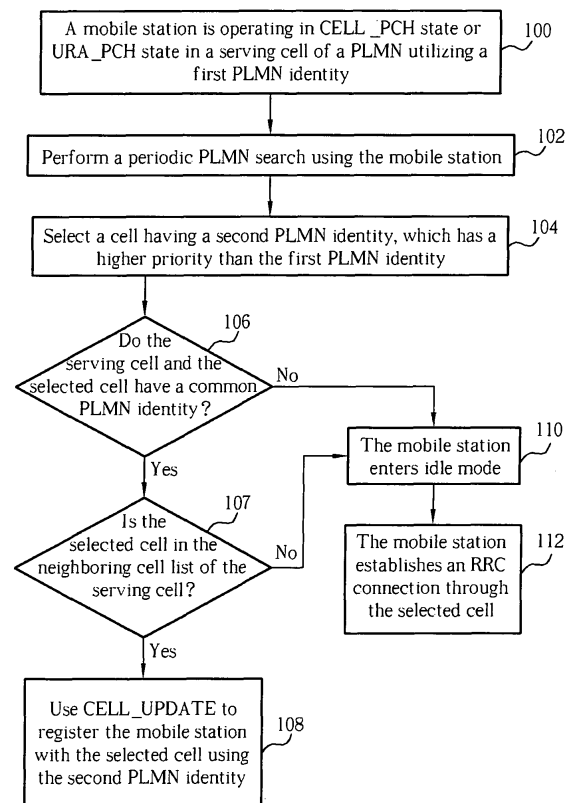 A mobile station is operating in CELL _PCH state or
URA_PCH state in a serving cell of a PLMN utilizing a
first PLMN identity
100
Perform a periodic PLMN search using the mobile station
102
Select a cell having a second PLMN identity, which has a
higher priority than the first PLMN identity
104
106
Do the
serving cell and the
selected cell have a common
PLMN identity?
No
Yes
110
The mobile station
enters idle mode
107
Is the
selected cell in the
neighboring cell list of the
serving cell?
No
Yes
112
The mobile station
establishes an RRC
connection through
the selected cell
Use CELL_UPDATE to
register the mobile station
with the selected cell using
the second PLMN identity
108